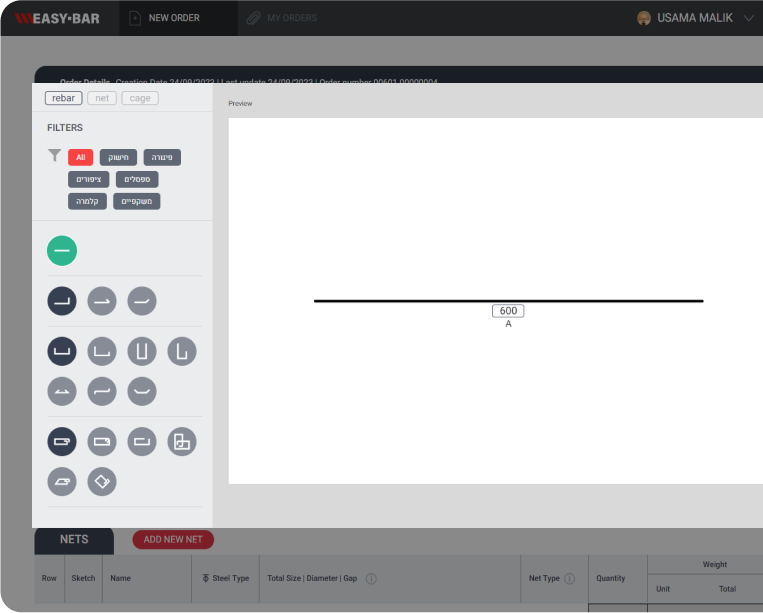 EASY-BAR NEW ORDER MY ORDERS USAMA MALIK
Order Details Creation Date 24/09/2023 | Last update 24/09/2023 | Order number 00601 00000004
rebar net cage
Preview
FILTERS
All חישוק פיגורה
ציפורים ספסלים
קלמרה משקפיים
600
A
NETS ADD NEW NET
Weight
Row Sketch Name Steel Type Total Size | Diameter | Gap Net Type Quantity
Unit Total